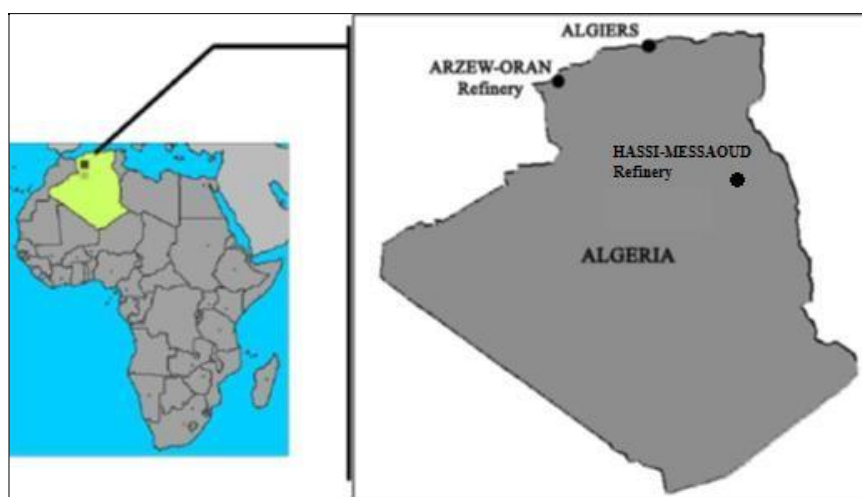 ALGIERS
ARZEW-ORAN
Refinery
HASSI-MESSAOUD
Refinery
ALGERIA